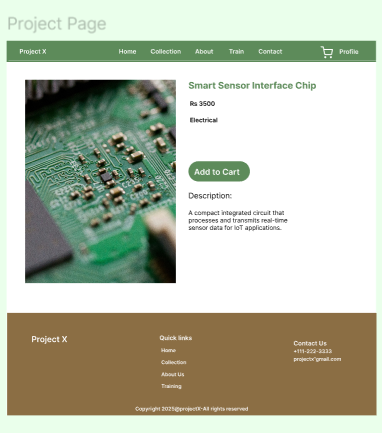 Project Page
Project X Home Collection About Train Contact Profile
Smart Sensor Interface Chip
Rs 3500
Electrical
Add to Cart
Description:
A compact integrated circuit that
processes and transmits real-time
sensor data for IoT applications.
Project X
Quick links
Home
Collection
About Us
Training
Contact Us
+111-222-3333
projectx"gmail.com
Copyright 2025@projectX-All rights reserved